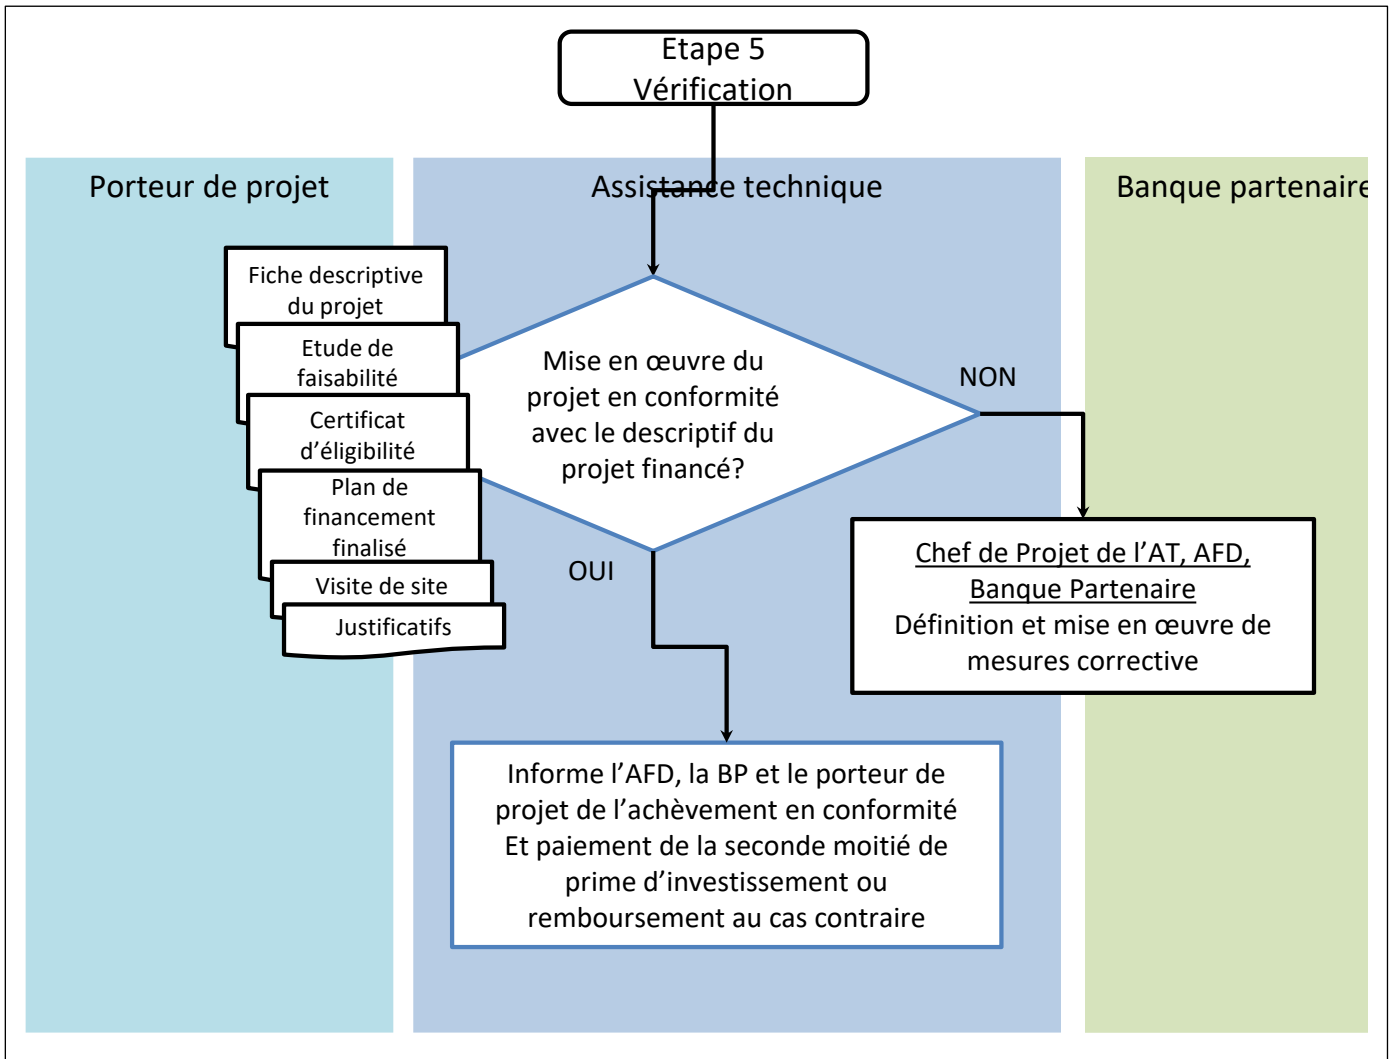 Etape 5
Vérification
Porteur de projet
Assistance technique
Banque partenaire
Fiche descriptive
du projet
Etude de
faisabilité
Certificat
d’éligibilité
Plan de
financement
finalisé
Visite de site
Justificatifs
Mise en œuvre du
projet en conformité
avec le descriptif du
projet financé?
NON
OUI
Chef de Projet de l’AT, AFD,
Banque Partenaire
Définition et mise en œuvre de
mesures corrective
Informe l’AFD, la BP et le porteur de
projet de l’achèvement en conformité
Et paiement de la seconde moitié de
prime d’investissement ou
remboursement au cas contraire